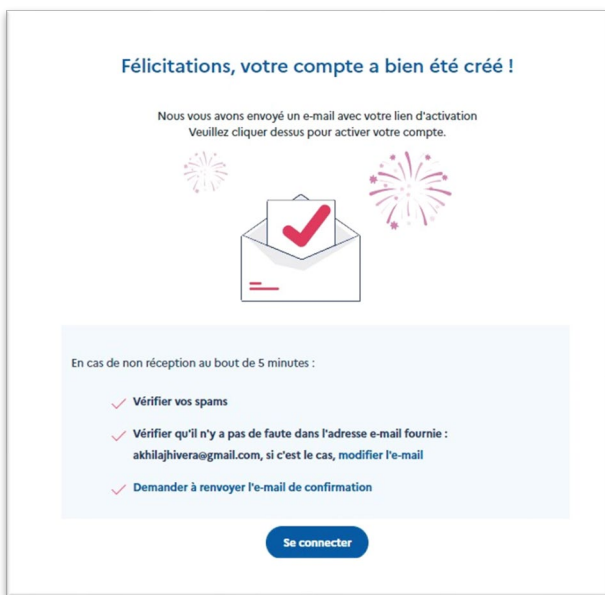 Félicitations, votre compte a bien été créé !
Nous vous avons envoyé un e-mail avec votre lien d'activation
Veuillez cliquer dessus pour activer votre compte.
En cas de non réception au bout de 5 minutes :
Vérifier vos spams
Vérifier qu'il n'y a pas de faute dans l'adresse e-mail fournie :
akhilajhivera@gmail.com, si c'est le cas, modifier l'e-mail
Demander à renvoyer l'e-mail de confirmation
Se connecter